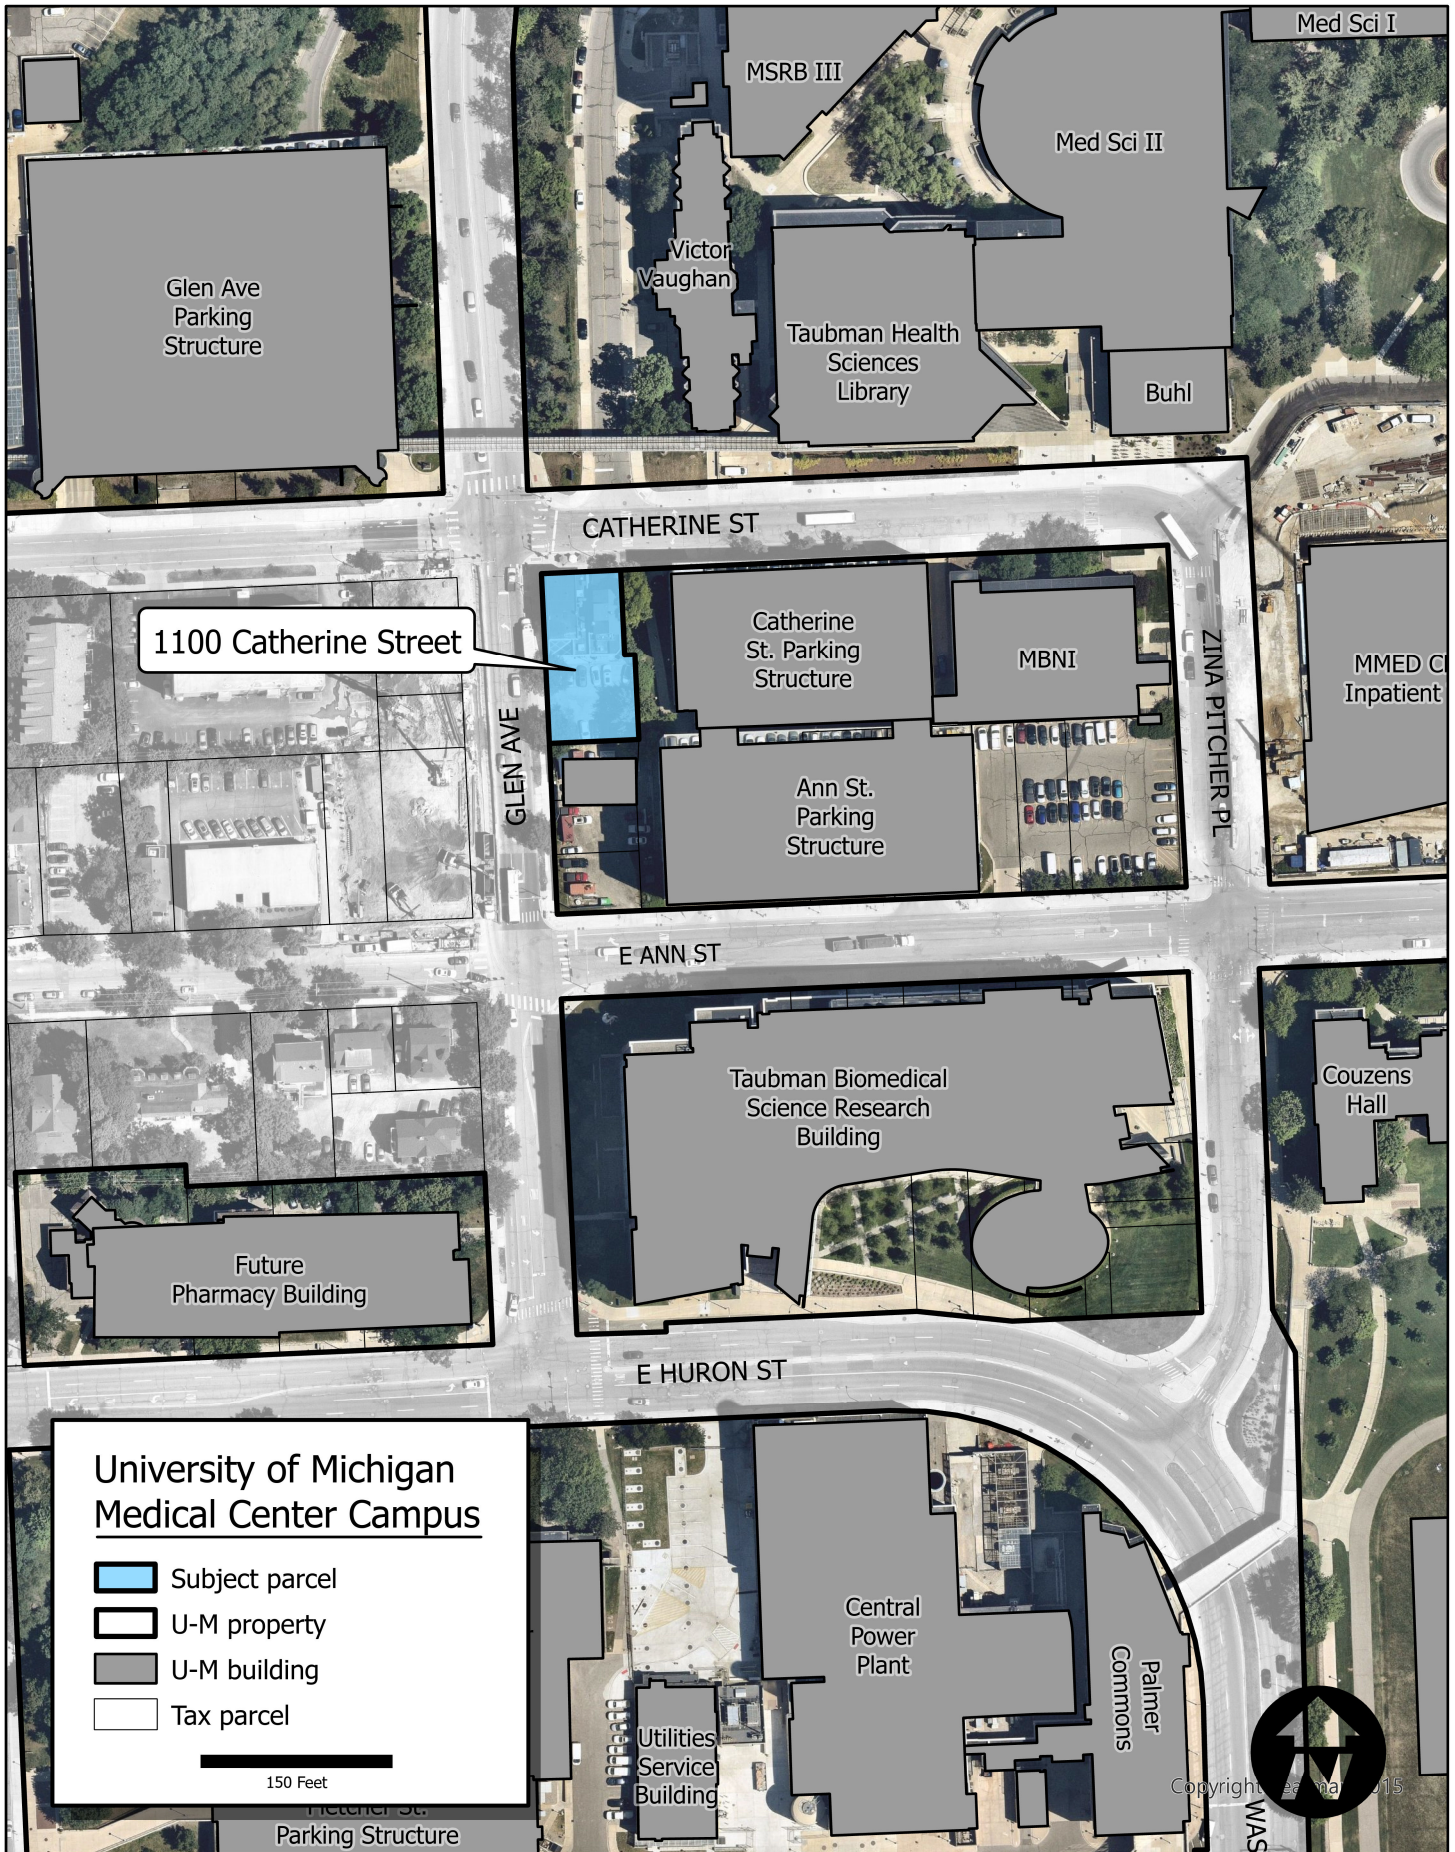 Med Sci I
MSRB III
Med Sci II
Victor
Vaughan
Glen Ave
Parking
Structure
Taubman Health
Sciences
Library
Buhl
CATHERINE ST
1100 Catherine Street
Catherine
St. Parking
Structure
MBNI
ZINA PITCHER PL
MMED
Inpatient
GLEN AVE
Ann St.
Parking
Structure
E ANN ST
Taubman Biomedical
Science Research
Building
Couzens
Hall
Future
Pharmacy Building
E HURON ST
University of Michigan
Medical Center Campus
Subject parcel
U-M property
U-M building
Tax parcel
150 Feet
Central
Power
Plant
Palmer
Commons
Utilities
Service
Building
Fletcher St.
Parking Structure
Copyright
N
WAS